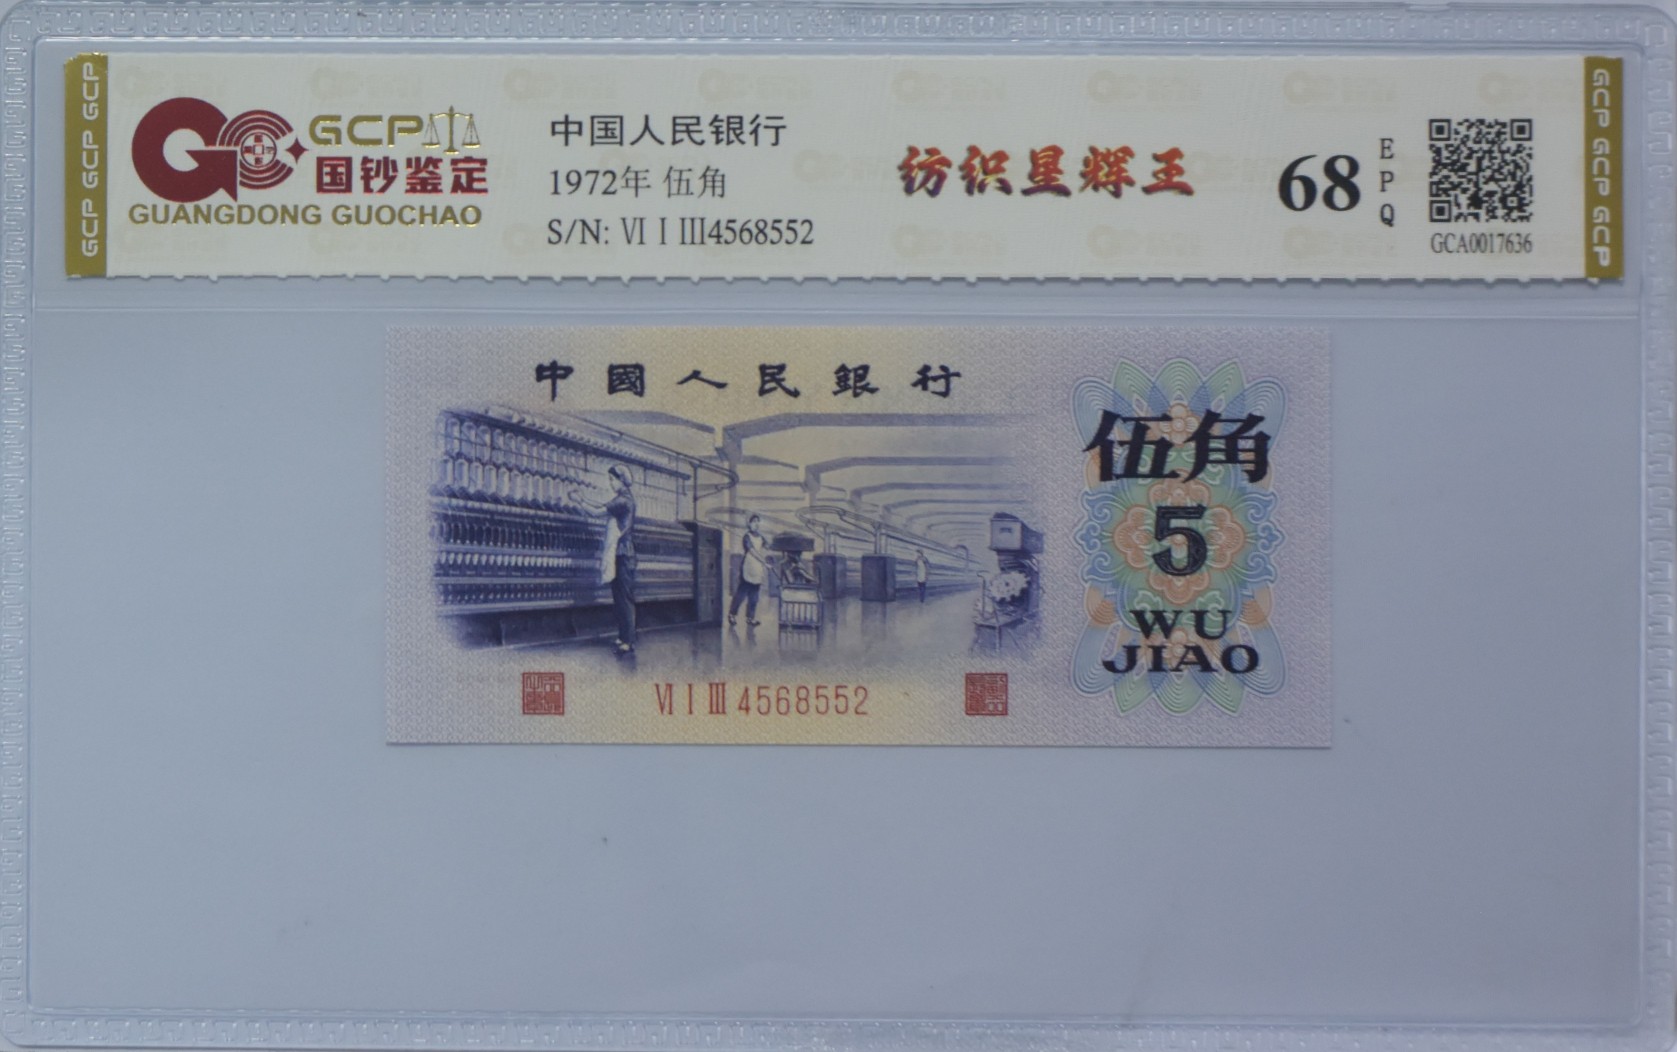 GCP
国钞鉴定
GUANGDONG GUOCHAO
中国人民银行
1972年 伍角
S/N: VI I III4568552
纺织星辉王
68
EPQ
GCA0017636
GCP GCP GCP
GCP GCP GCP
中國人民銀行
伍角
5
WU
JIAO
VI I III 4568552